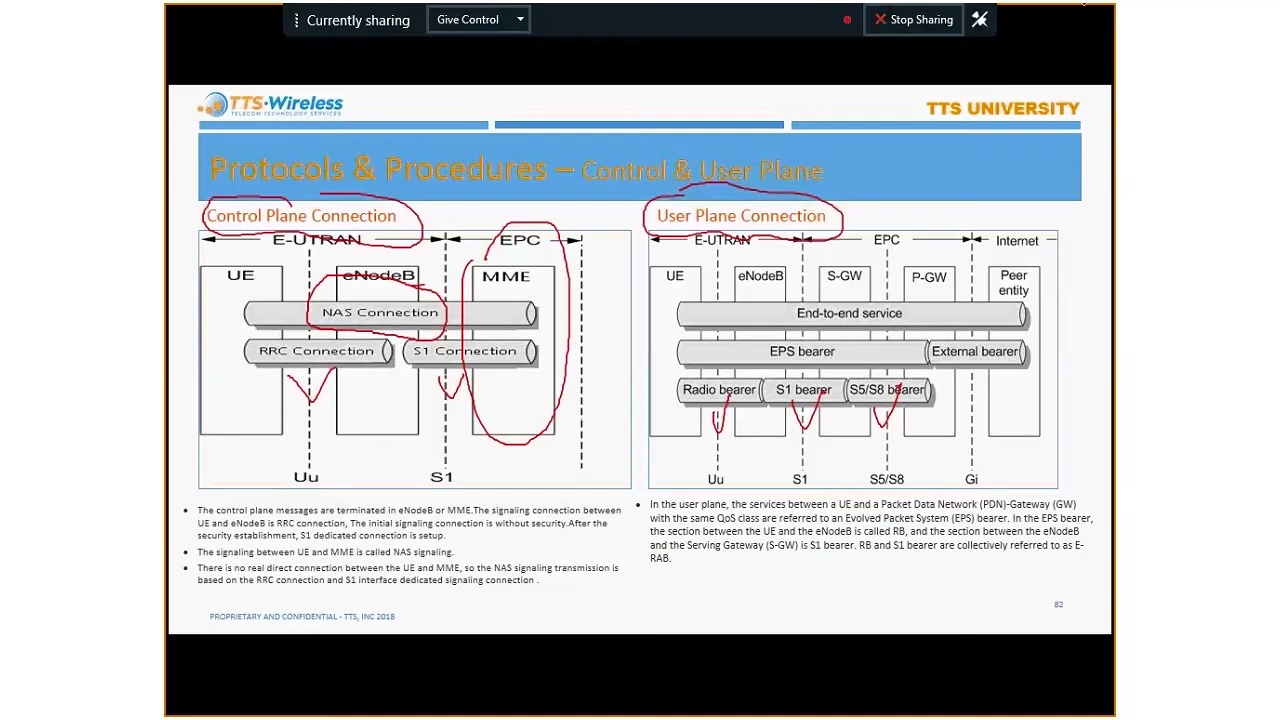 Currently sharing
Give Control
Stop Sharing
TTS·Wireless
TELECOM TECHNOLOGY SERVICES
TTS UNIVERSITY
Protocols & Procedures – Control & User Plane
Control Plane Connection
E-UTRAN EPC
UE eNodeB MME
NAS Connection
RRC Connection S1 Connection
Uu S1
User Plane Connection
E-UTRAN EPC Internet
UE eNodeB S-GW P-GW Peer
entity
End-to-end service
EPS bearer External bearer
Radio bearer S1 bearer S5/S8 bearer
Uu S1 S5/S8 Gi
• The control plane messages are terminated in eNodeB or MME.The signaling connection between
UE and eNodeB is RRC connection, The initial signaling connection is without security.After the
security establishment, S1 dedicated connection is setup.
• The signaling between UE and MME is called NAS signaling.
• There is no real direct connection between the UE and MME, so the NAS signaling transmission is
based on the RRC connection and S1 interface dedicated signaling connection .
• In the user plane, the services between a UE and a Packet Data Network (PDN)-Gateway (GW)
with the same QoS class are referred to an Evolved Packet System (EPS) bearer. In the EPS bearer,
the section between the UE and the eNodeB is called RB, and the section between the eNodeB
and the Serving Gateway (S-GW) is S1 bearer. RB and S1 bearer are collectively referred to as E-
RAB.
82
PROPRIETARY AND CONFIDENTIAL - TTS, INC 2018